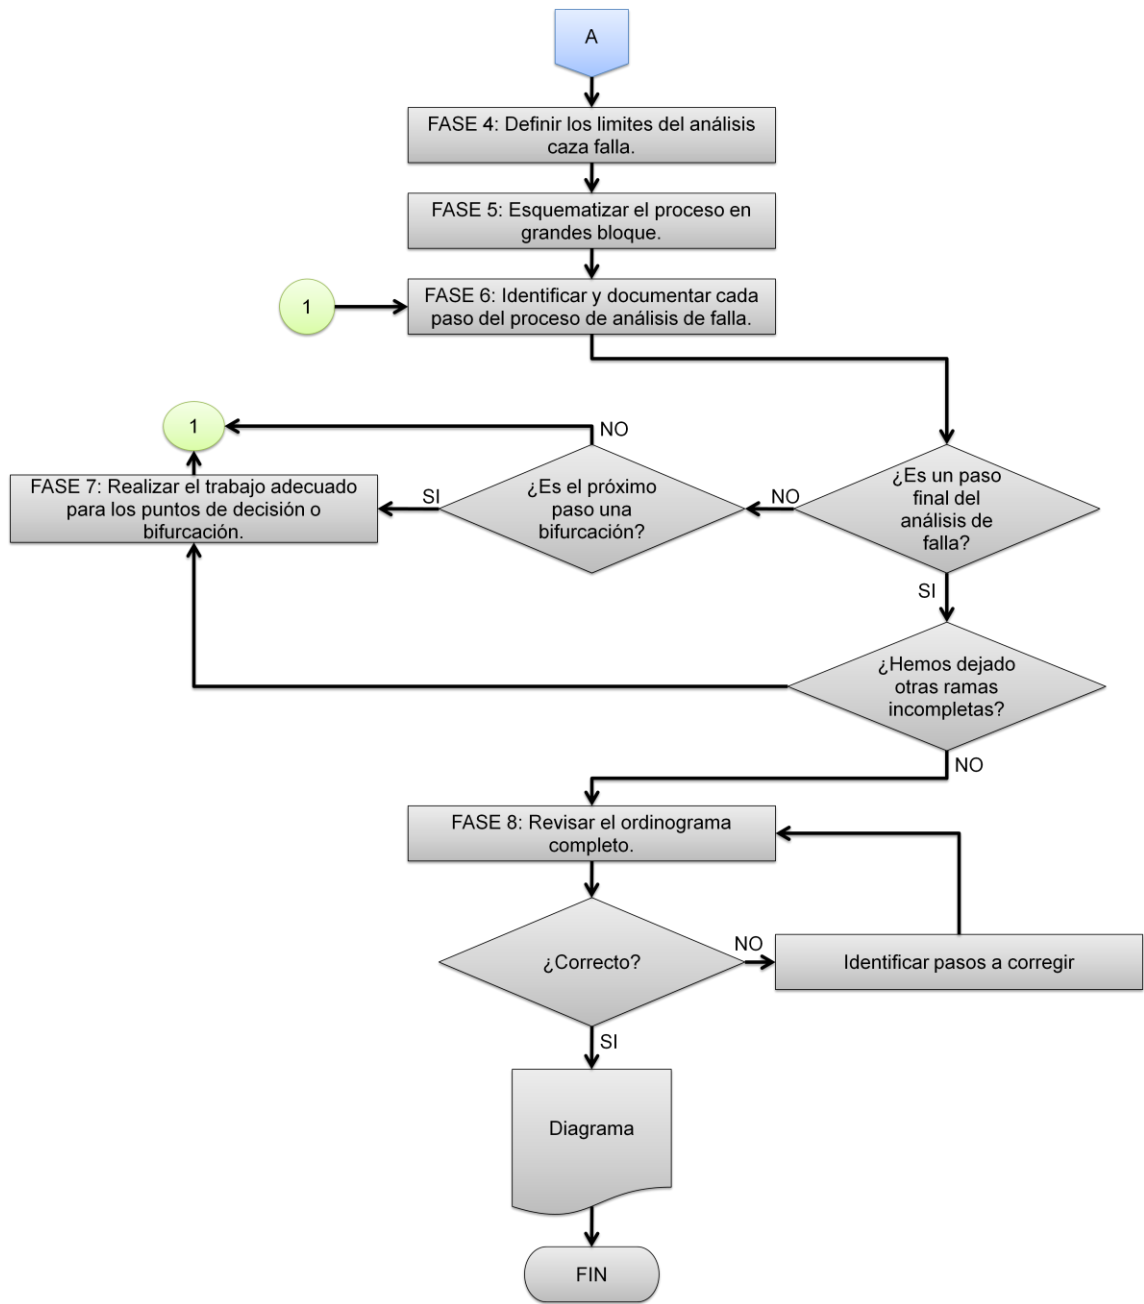 A
FASE 4: Definir los limites del análisis
caza falla.
FASE 5: Esquematizar el proceso en
grandes bloque.
1
FASE 6: Identificar y documentar cada
paso del proceso de análisis de falla.
1
NO
FASE 7: Realizar el trabajo adecuado
para los puntos de decisión o
bifurcación.
SI
¿Es el próximo
paso una
bifurcación?
NO
¿Es un paso
final del
análisis de
falla?
SI
¿Hemos dejado
otras ramas
incompletas?
NO
FASE 8: Revisar el ordinograma
completo.
¿Correcto?
NO
Identificar pasos a corregir
SI
Diagrama
FIN